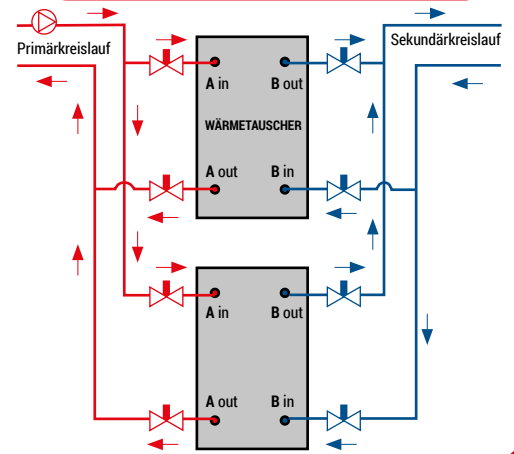 Primärkreislauf
Sekundärkreislauf
A in
B out
WÄRMETAUSCHER
A out
B in
A in
B out
A out
B in